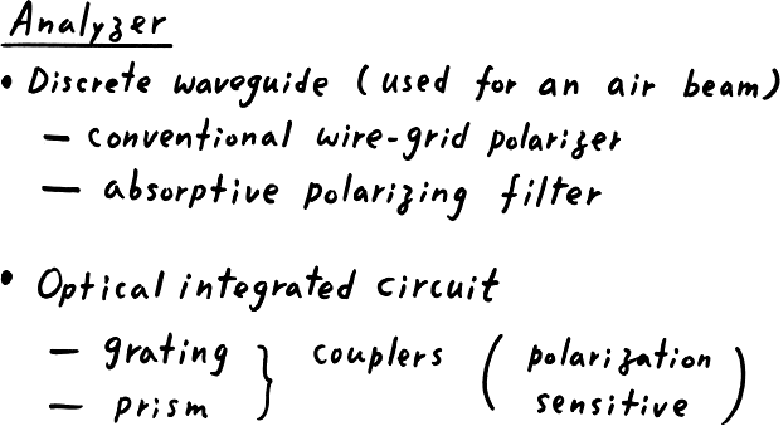 Analyzer
• Discrete waveguide (used for an air beam)
— conventional wire-grid polarizer
— absorptive polarizing filter
• Optical integrated circuit
— grating } couplers ( polarization
— prism sensitive )